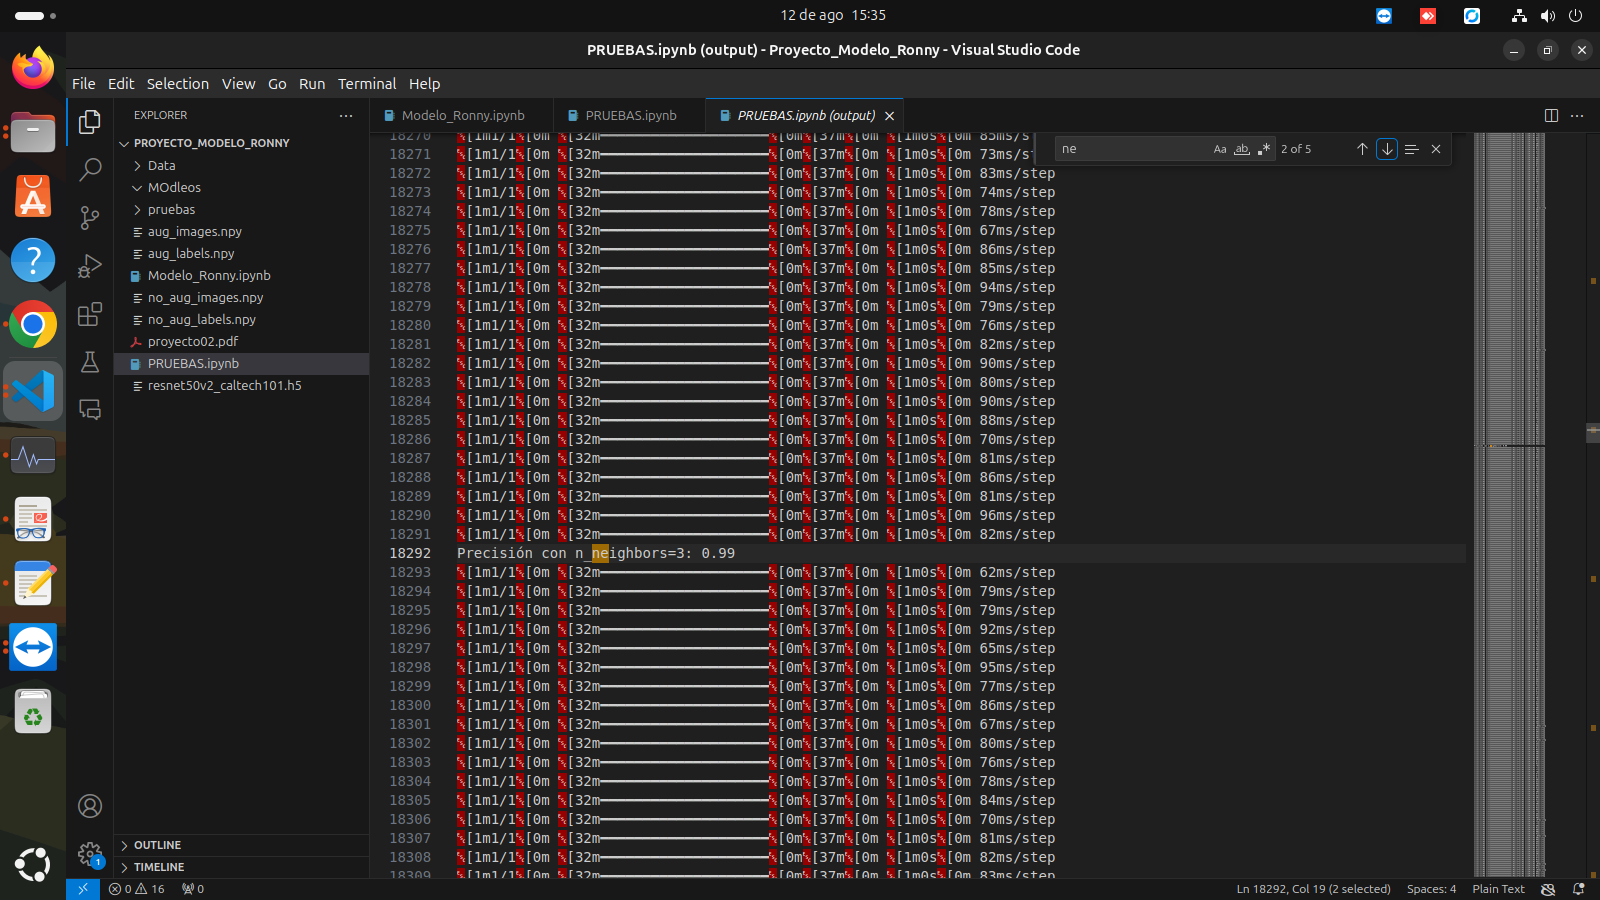 12 de ago 15:35
PRUEBAS.ipynb (output) - Proyecto_Modelo_Ronny - Visual Studio Code
File Edit Selection View Go Run Terminal Help
EXPLORER
PROYECTO_MODELO_RONNY
Data
MOdleos
pruebas
aug_images.npy
aug_labels.npy
Modelo_Ronny.ipynb
no_aug_images.npy
no_aug_labels.npy
proyecto02.pdf
PRUEBAS.ipynb
resnet50v2_caltech101.h5
OUTLINE
TIMELINE
Modelo_Ronny.ipynb PRUEBAS.ipynb PRUEBAS.ipynb (output)
ne Aa ab .* 2 of 5
18270 [1m1/1[0m [32m━━━━━━━━━━━━━━━━━━━━[0m[37m[0m [1m0s[0m 85ms/s
18271 [1m1/1[0m [32m━━━━━━━━━━━━━━━━━━━━[0m[37m[0m [1m0s[0m 73ms/s
18272 [1m1/1[0m [32m━━━━━━━━━━━━━━━━━━━━[0m[37m[0m [1m0s[0m 83ms/step
18273 [1m1/1[0m [32m━━━━━━━━━━━━━━━━━━━━[0m[37m[0m [1m0s[0m 74ms/step
18274 [1m1/1[0m [32m━━━━━━━━━━━━━━━━━━━━[0m[37m[0m [1m0s[0m 78ms/step
18275 [1m1/1[0m [32m━━━━━━━━━━━━━━━━━━━━[0m[37m[0m [1m0s[0m 67ms/step
18276 [1m1/1[0m [32m━━━━━━━━━━━━━━━━━━━━[0m[37m[0m [1m0s[0m 86ms/step
18277 [1m1/1[0m [32m━━━━━━━━━━━━━━━━━━━━[0m[37m[0m [1m0s[0m 85ms/step
18278 [1m1/1[0m [32m━━━━━━━━━━━━━━━━━━━━[0m[37m[0m [1m0s[0m 94ms/step
18279 [1m1/1[0m [32m━━━━━━━━━━━━━━━━━━━━[0m[37m[0m [1m0s[0m 79ms/step
18280 [1m1/1[0m [32m━━━━━━━━━━━━━━━━━━━━[0m[37m[0m [1m0s[0m 76ms/step
18281 [1m1/1[0m [32m━━━━━━━━━━━━━━━━━━━━[0m[37m[0m [1m0s[0m 82ms/step
18282 [1m1/1[0m [32m━━━━━━━━━━━━━━━━━━━━[0m[37m[0m [1m0s[0m 90ms/step
18283 [1m1/1[0m [32m━━━━━━━━━━━━━━━━━━━━[0m[37m[0m [1m0s[0m 80ms/step
18284 [1m1/1[0m [32m━━━━━━━━━━━━━━━━━━━━[0m[37m[0m [1m0s[0m 90ms/step
18285 [1m1/1[0m [32m━━━━━━━━━━━━━━━━━━━━[0m[37m[0m [1m0s[0m 88ms/step
18286 [1m1/1[0m [32m━━━━━━━━━━━━━━━━━━━━[0m[37m[0m [1m0s[0m 70ms/step
18287 [1m1/1[0m [32m━━━━━━━━━━━━━━━━━━━━[0m[37m[0m [1m0s[0m 81ms/step
18288 [1m1/1[0m [32m━━━━━━━━━━━━━━━━━━━━[0m[37m[0m [1m0s[0m 86ms/step
18289 [1m1/1[0m [32m━━━━━━━━━━━━━━━━━━━━[0m[37m[0m [1m0s[0m 81ms/step
18290 [1m1/1[0m [32m━━━━━━━━━━━━━━━━━━━━[0m[37m[0m [1m0s[0m 96ms/step
18291 [1m1/1[0m [32m━━━━━━━━━━━━━━━━━━━━[0m[37m[0m [1m0s[0m 82ms/step
18292 Precisión con n_neighbors=3: 0.99
18293 [1m1/1[0m [32m━━━━━━━━━━━━━━━━━━━━[0m[37m[0m [1m0s[0m 62ms/step
18294 [1m1/1[0m [32m━━━━━━━━━━━━━━━━━━━━[0m[37m[0m [1m0s[0m 79ms/step
18295 [1m1/1[0m [32m━━━━━━━━━━━━━━━━━━━━[0m[37m[0m [1m0s[0m 79ms/step
18296 [1m1/1[0m [32m━━━━━━━━━━━━━━━━━━━━[0m[37m[0m [1m0s[0m 92ms/step
18297 [1m1/1[0m [32m━━━━━━━━━━━━━━━━━━━━[0m[37m[0m [1m0s[0m 65ms/step
18298 [1m1/1[0m [32m━━━━━━━━━━━━━━━━━━━━[0m[37m[0m [1m0s[0m 95ms/step
18299 [1m1/1[0m [32m━━━━━━━━━━━━━━━━━━━━[0m[37m[0m [1m0s[0m 77ms/step
18300 [1m1/1[0m [32m━━━━━━━━━━━━━━━━━━━━[0m[37m[0m [1m0s[0m 86ms/step
18301 [1m1/1[0m [32m━━━━━━━━━━━━━━━━━━━━[0m[37m[0m [1m0s[0m 67ms/step
18302 [1m1/1[0m [32m━━━━━━━━━━━━━━━━━━━━[0m[37m[0m [1m0s[0m 80ms/step
18303 [1m1/1[0m [32m━━━━━━━━━━━━━━━━━━━━[0m[37m[0m [1m0s[0m 76ms/step
18304 [1m1/1[0m [32m━━━━━━━━━━━━━━━━━━━━[0m[37m[0m [1m0s[0m 78ms/step
18305 [1m1/1[0m [32m━━━━━━━━━━━━━━━━━━━━[0m[37m[0m [1m0s[0m 84ms/step
18306 [1m1/1[0m [32m━━━━━━━━━━━━━━━━━━━━[0m[37m[0m [1m0s[0m 70ms/step
18307 [1m1/1[0m [32m━━━━━━━━━━━━━━━━━━━━[0m[37m[0m [1m0s[0m 81ms/step
18308 [1m1/1[0m [32m━━━━━━━━━━━━━━━━━━━━[0m[37m[0m [1m0s[0m 82ms/step
18309 [1m1/1[0m [32m━━━━━━━━━━━━━━━━━━━━[0m[37m[0m [1m0s[0m 83ms/step
1
0 16 0 Ln 18292, Col 19 (2 selected) Spaces: 4 Plain Text